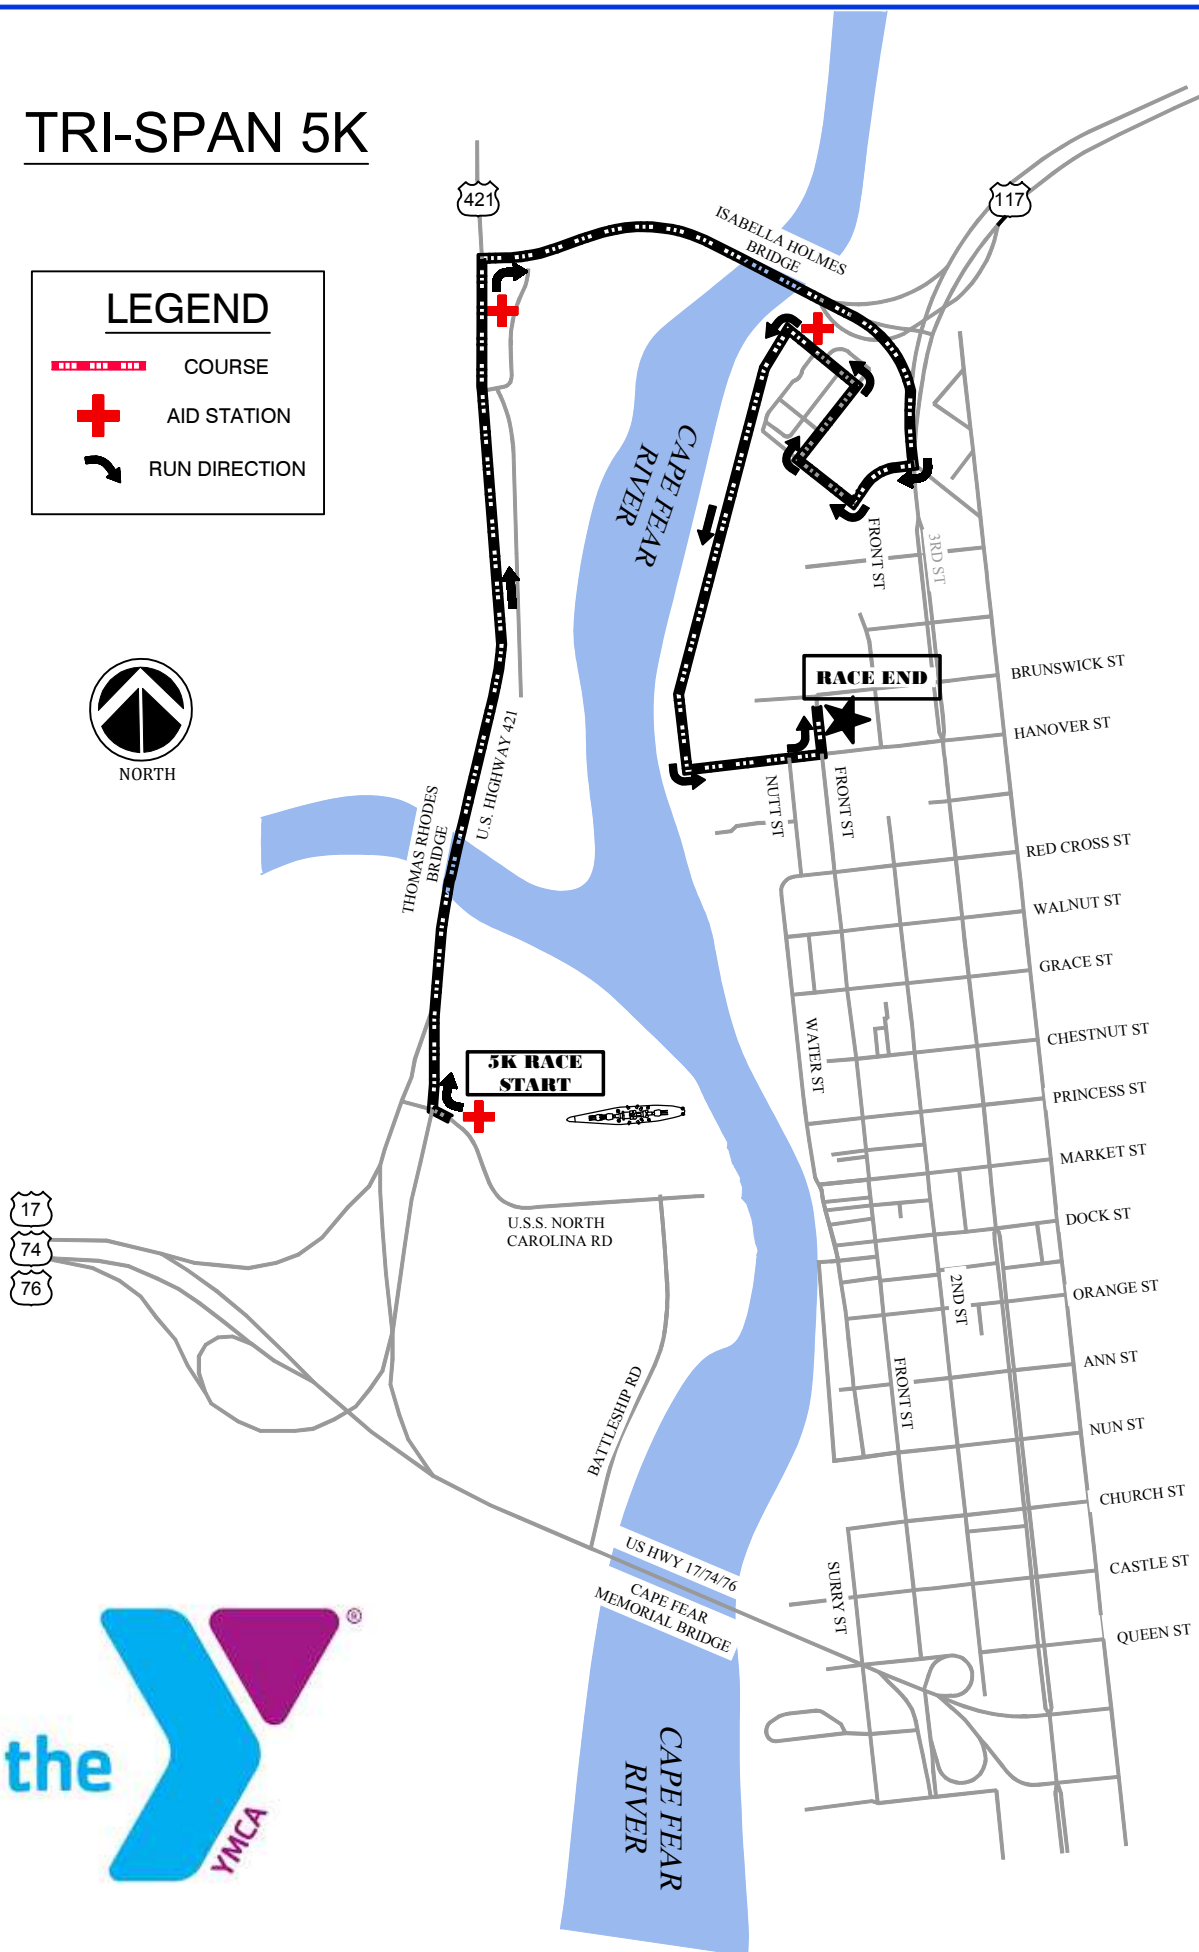 TRI-SPAN 5K
421
117
ISABELLA HOLMES
BRIDGE
LEGEND
COURSE
AID STATION
RUN DIRECTION
CAPE FEAR
RIVER
FRONT ST
3RD ST
NORTH
RACE END
BRUNSWICK ST
HANOVER ST
U.S. HIGHWAY 421
NUTT ST
FRONT ST
THOMAS RHODES
BRIDGE
RED CROSS ST
WALNUT ST
GRACE ST
WATER ST
CHESTNUT ST
5K RACE
START
PRINCESS ST
MARKET ST
17
74
76
U.S.S. NORTH
CAROLINA RD
DOCK ST
2ND ST
ORANGE ST
FRONT ST
ANN ST
BATTLESHIP RD
NUN ST
CHURCH ST
US HWY 17/74/76
CAPE FEAR
MEMORIAL BRIDGE
SURRY ST
CASTLE ST
QUEEN ST
CAPE FEAR
RIVER
®
the
YMCA